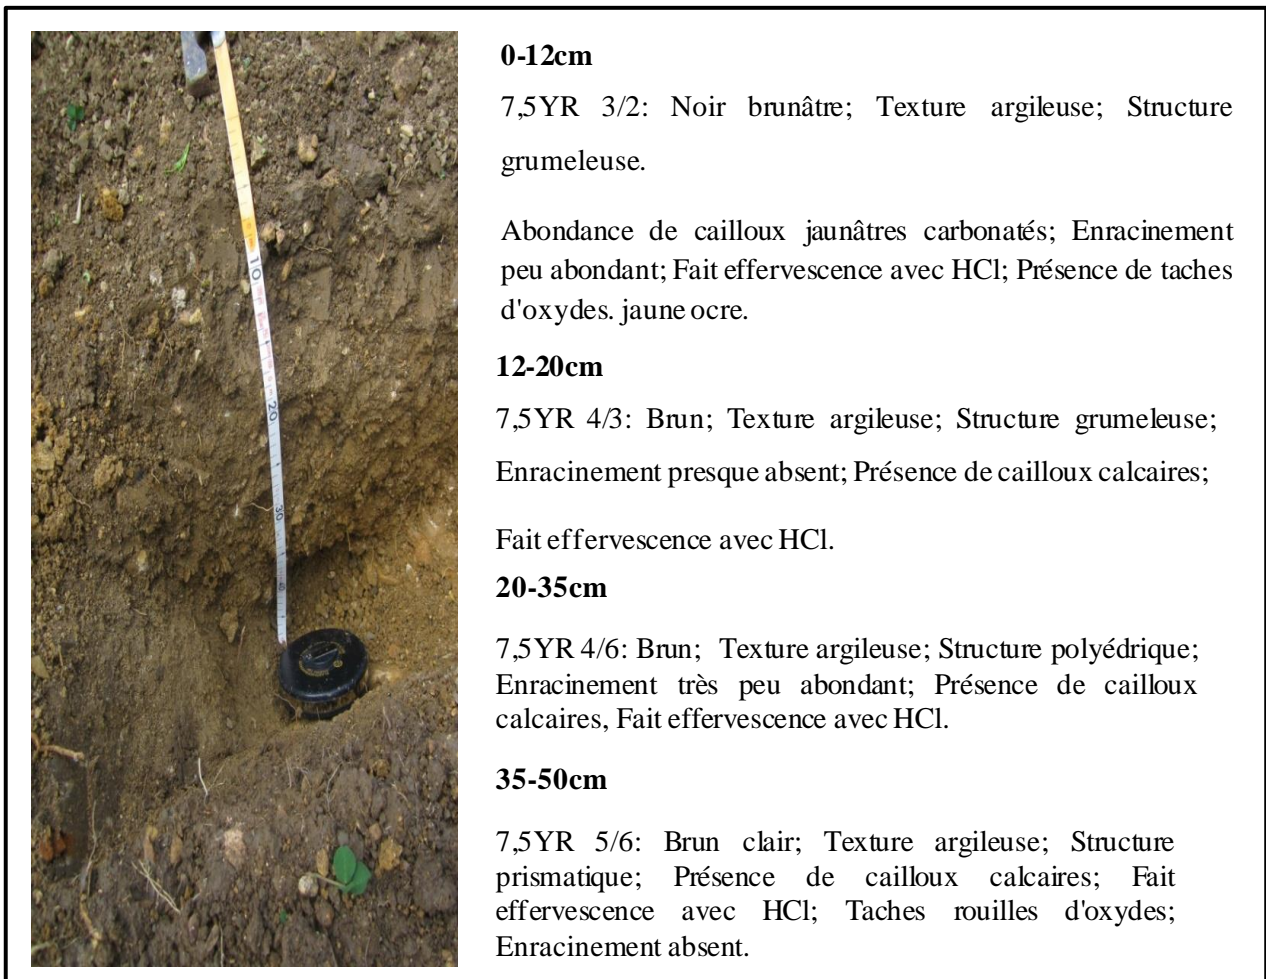 0-12cm
7,5YR 3/2: Noir brunâtre; Texture argileuse; Structure
grumeleuse.
Abondance de cailloux jaunâtres carbonatés; Enracinement
peu abondant; Fait effervescence avec HCl; Présence de taches
d'oxydes. jaune ocre.
12-20cm
7,5YR 4/3: Brun; Texture argileuse; Structure grumeleuse;
Enracinement presque absent; Présence de cailloux calcaires;
Fait effervescence avec HCl.
20-35cm
7,5YR 4/6: Brun; Texture argileuse; Structure polyédrique;
Enracinement très peu abondant; Présence de cailloux
calcaires, Fait effervescence avec HCl.
35-50cm
7,5YR 5/6: Brun clair; Texture argileuse; Structure
prismatique; Présence de cailloux calcaires; Fait
effervescence avec HCl; Taches rouilles d'oxydes;
Enracinement absent.
10
20
30